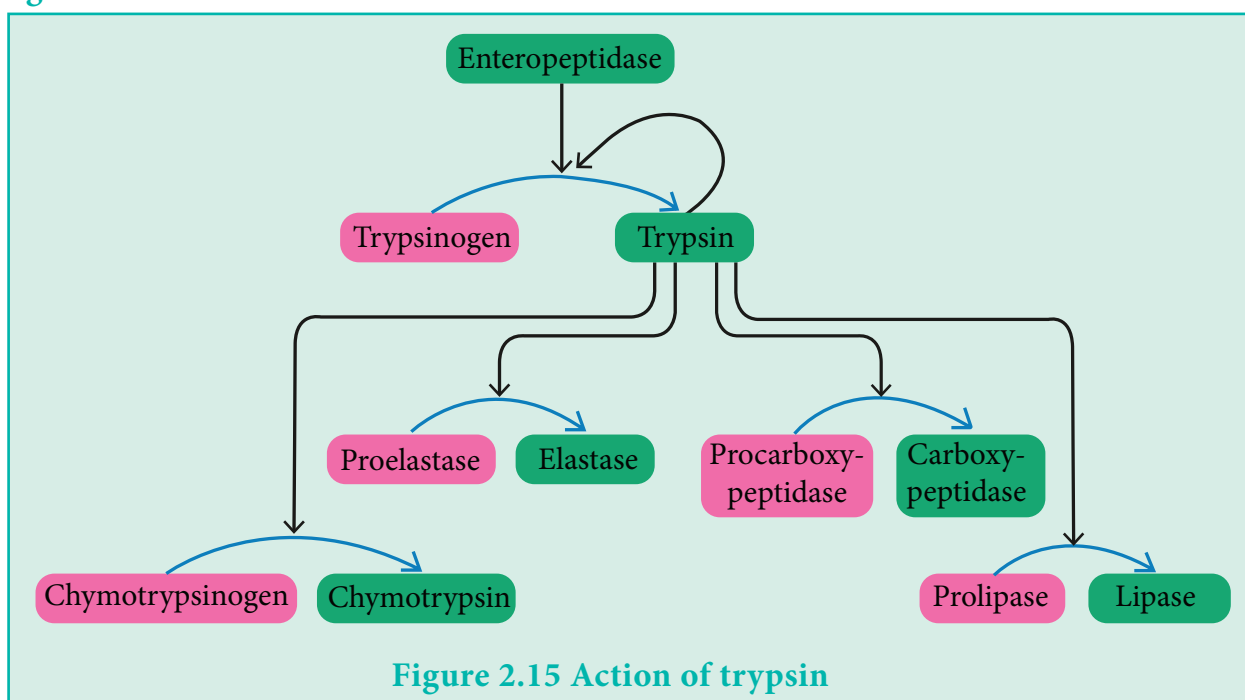 Enteropeptidase
Trypsinogen
Trypsin
Proelastase
Elastase
Procarboxy-
peptidase
Carboxy-
peptidase
Chymotrypsinogen
Chymotrypsin
Prolipase
Lipase
Figure 2.15 Action of trypsin